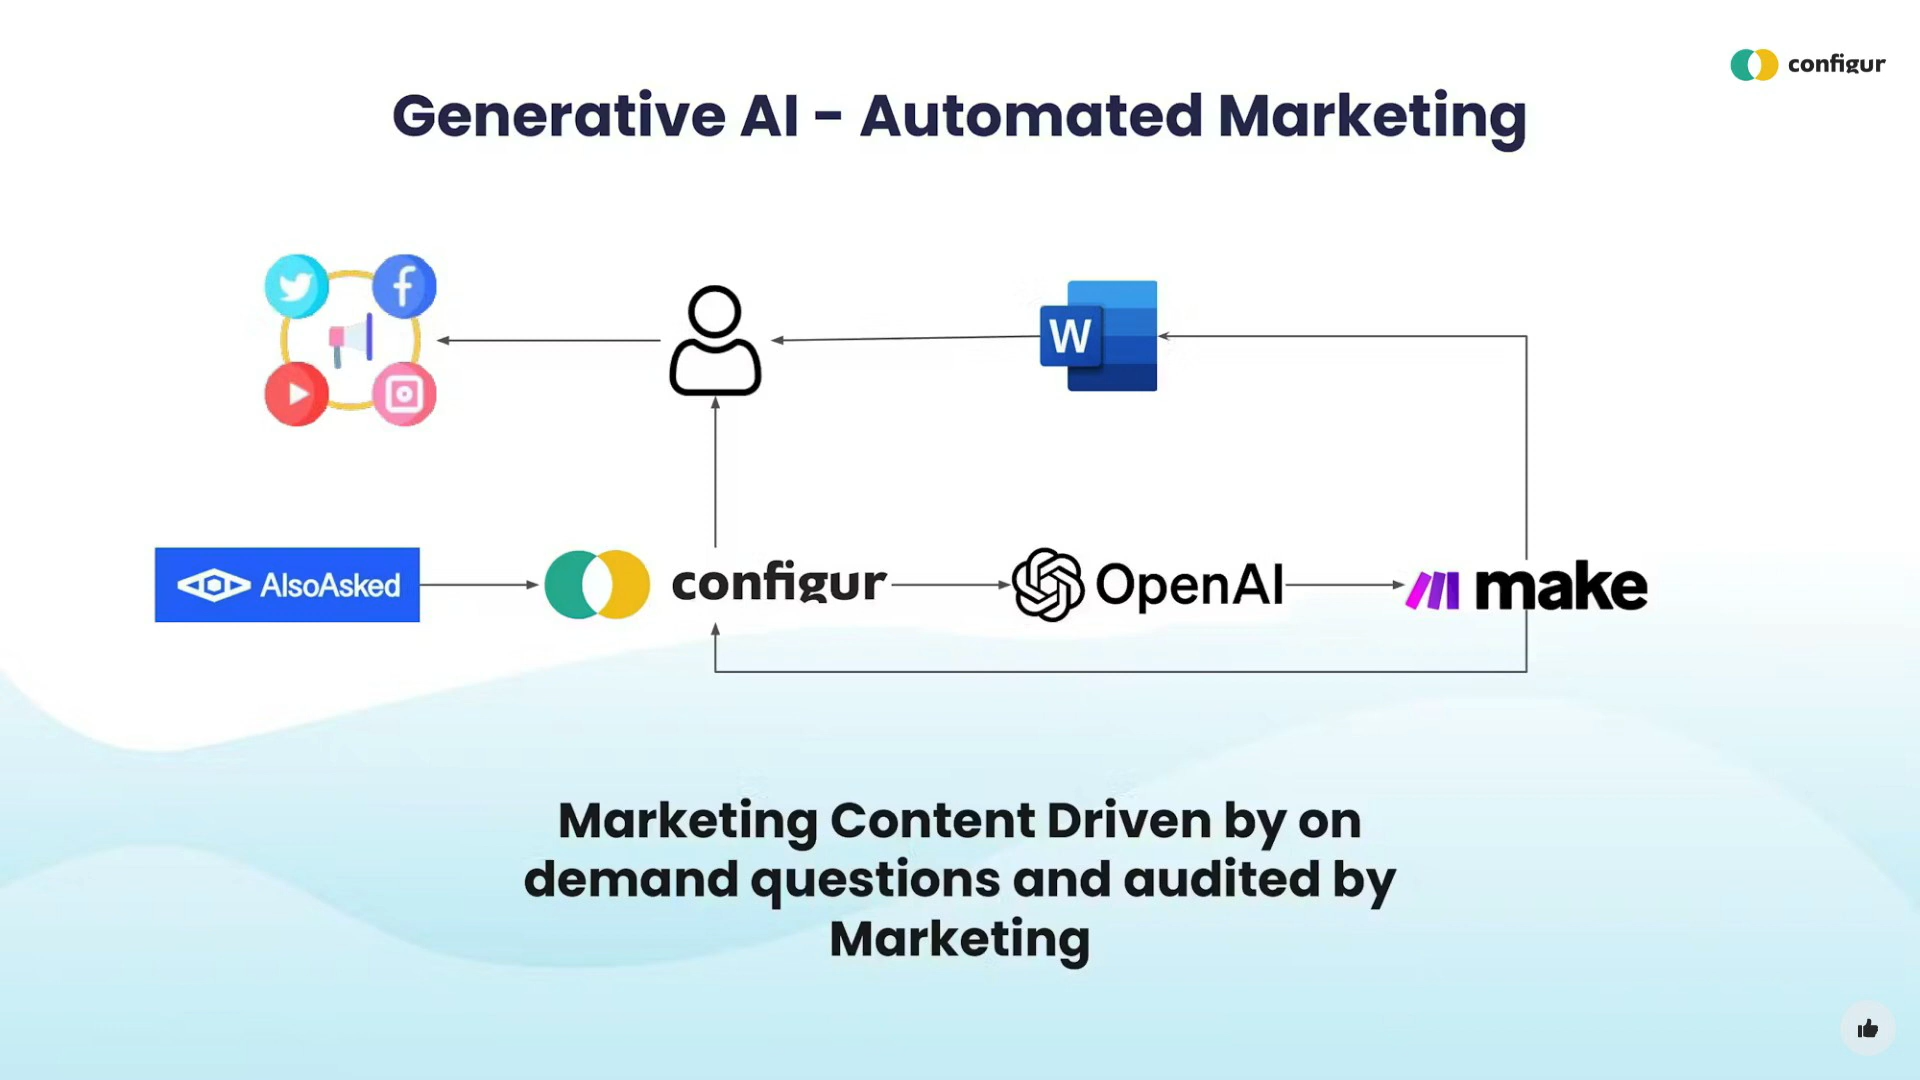 configur
Generative AI - Automated Marketing
W
AlsoAsked
configur
OpenAI
make
Marketing Content Driven by on
demand questions and audited by
Marketing